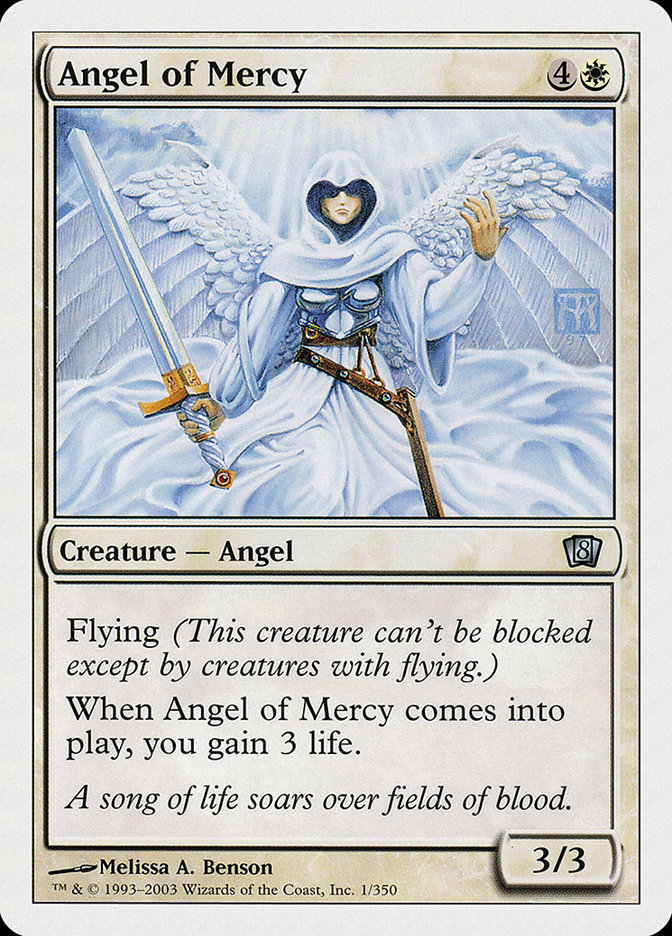 Angel of Mercy
4
97
Creature — Angel
8
Flying (This creature can't be blocked
except by creatures with flying.)
When Angel of Mercy comes into
play, you gain 3 life.
A song of life soars over fields of blood.
3/3
Melissa A. Benson
™ & © 1993–2003 Wizards of the Coast, Inc. 1/350